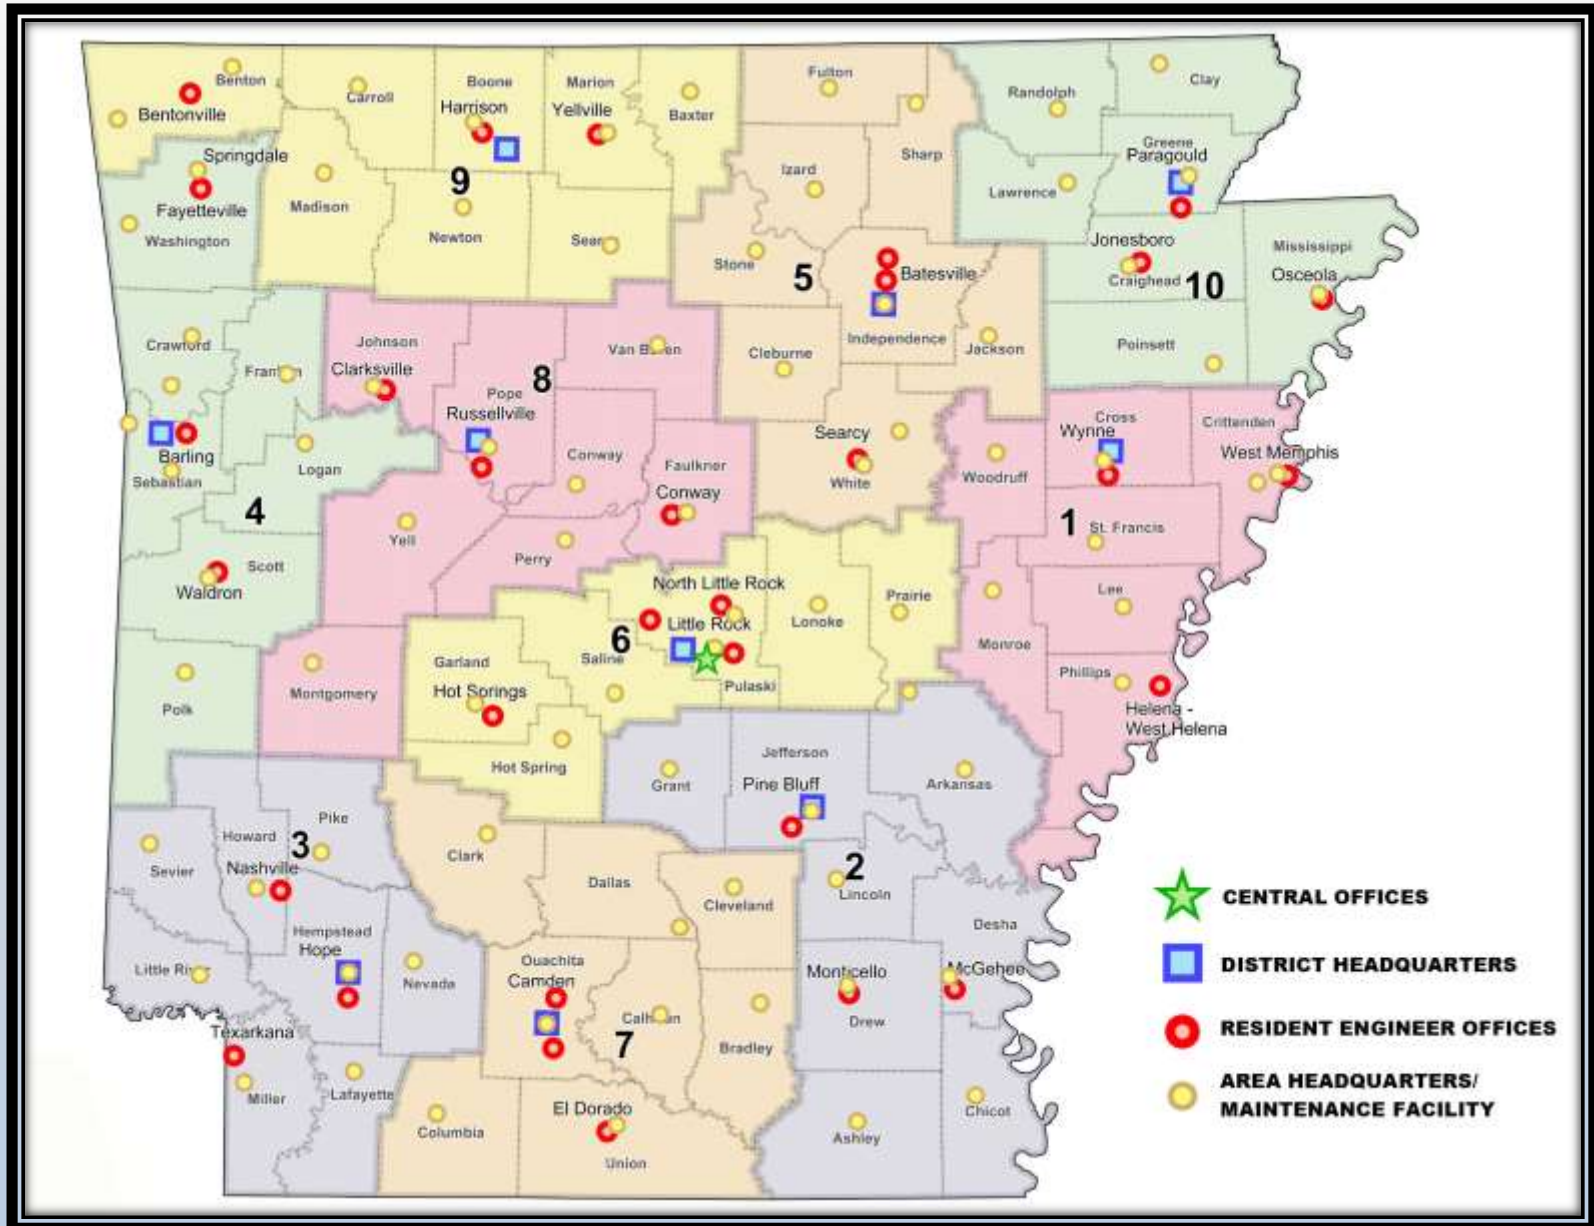 Benton
Bentonville
Carroll
Boone
Harrison
Marion
Yellville
Baxter
Fulton
Sharp
Randolph
Clay
Greene
Paragould
Lawrence
Springdale
Fayetteville
Washington
Madison
9
Newton
Izard
Stone
5
Batesville
Independence
Jackson
Jonesboro
Craighead
10
Mississippi
Osceola
Poinsett
Crawford
Johnson
Clarksville
8
Pope
Russellville
Cleburne
Barling
Sebastian
Logan
4
Conway
Faulkner
Conway
Searcy
White
Woodruff
Cross
Wynne
Crittenden
West Memphis
1
St. Francis
Yell
Perry
Scott
Waldron
North Little Rock
Little Rock
6
Saline
Pulaski
Lonoke
Prairie
Monroe
Lee
Phillips
Helena -
West Helena
Garland
Hot Springs
Hot Spring
Montgomery
Polk
Grant
Jefferson
Pine Bluff
Arkansas
Pike
Howard
3
Nashville
Sevier
Clark
Dallas
Cleveland
2
Lincoln
Desha
Hempstead
Hope
Nevada
Ouachita
Camden
7
Bradley
Monticello
Drew
McGehee
Texarkana
Miller
Lafayette
Columbia
El Dorado
Union
Ashley
Chicot
CENTRAL OFFICES
DISTRICT HEADQUARTERS
RESIDENT ENGINEER OFFICES
AREA HEADQUARTERS/
MAINTENANCE FACILITY